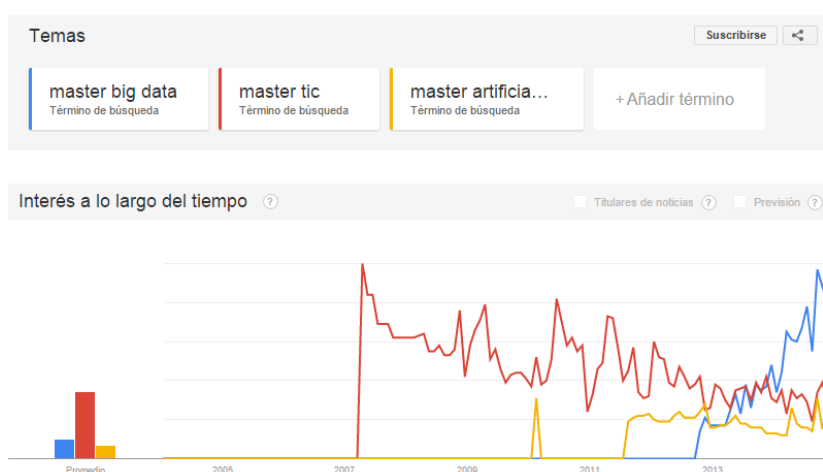 Temas
Suscribirse
master big data
Término de búsqueda
master tic
Término de búsqueda
master artificia...
Término de búsqueda
+Añadir término
Interés a lo largo del tiempo ?
Titulares de noticias ?
Previsión ?
Promedio
2005
2007
2009
2011
2013